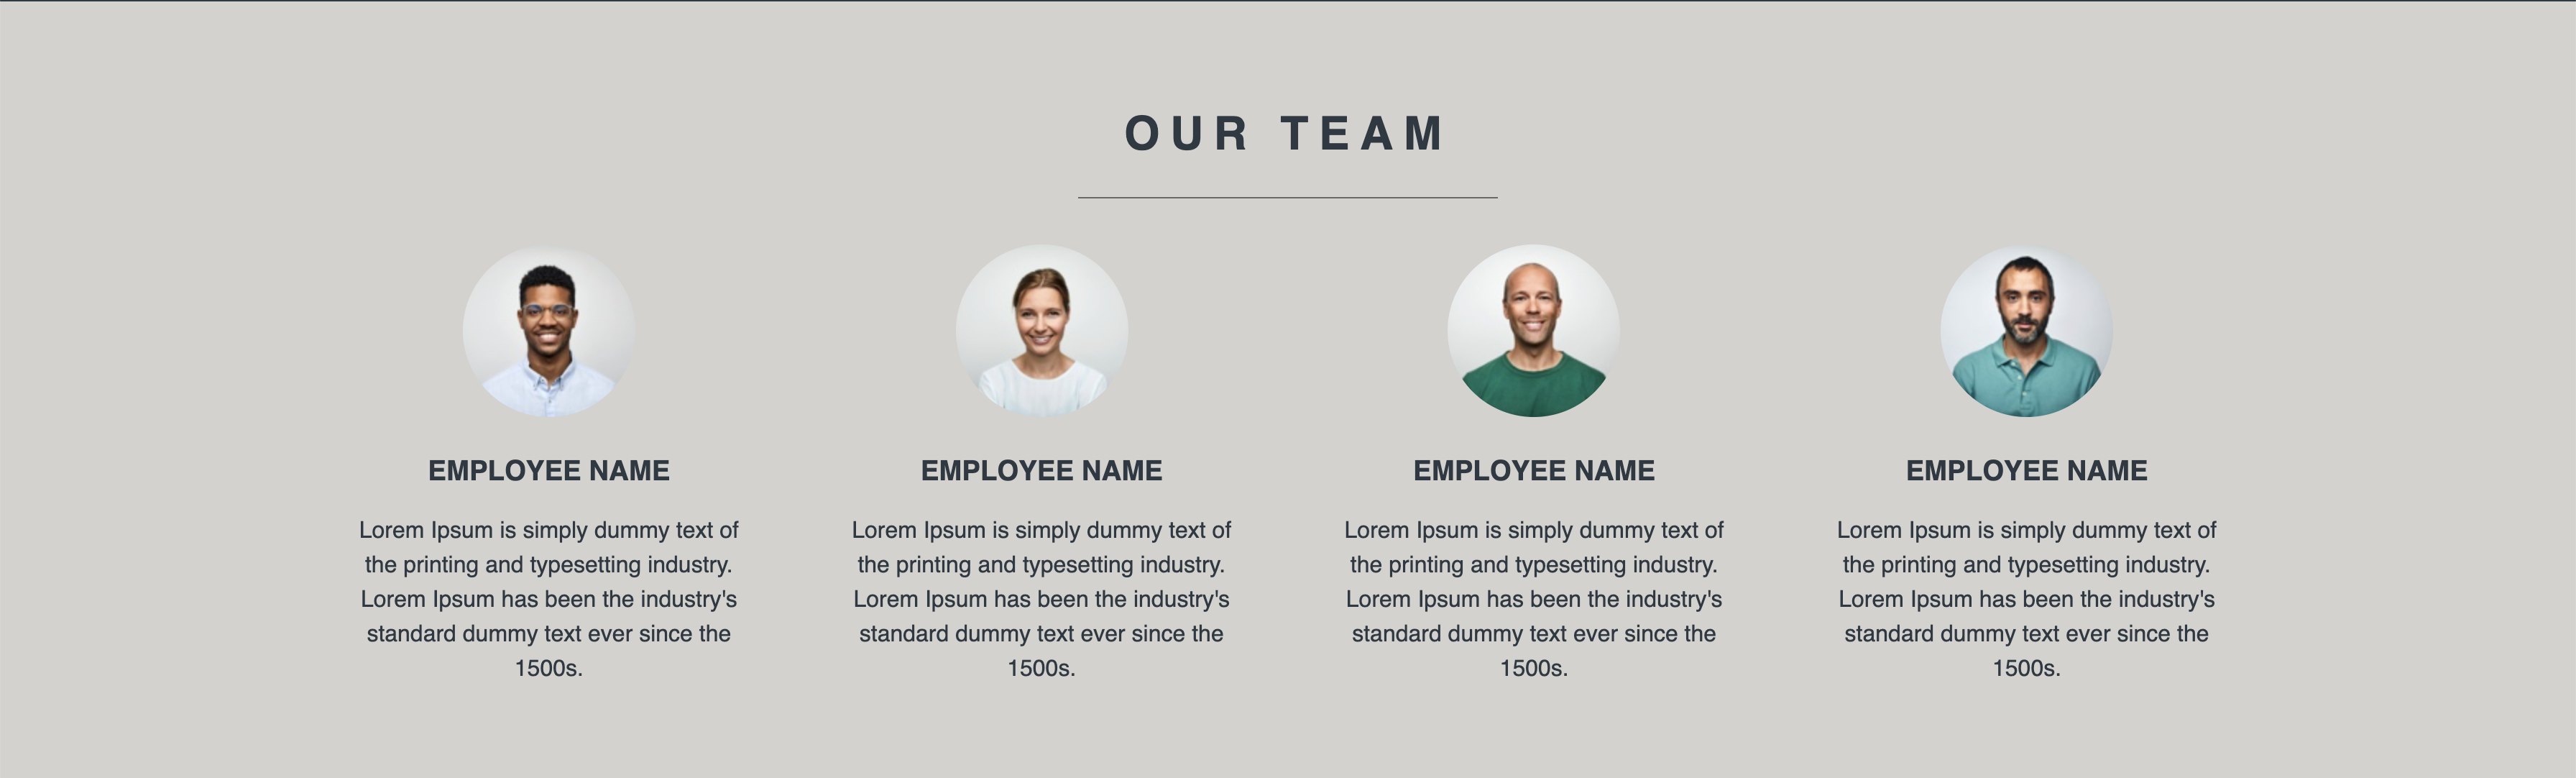 OUR TEAM
EMPLOYEE NAME
Lorem Ipsum is simply dummy text of
the printing and typesetting industry.
Lorem Ipsum has been the industry's
standard dummy text ever since the
1500s.
EMPLOYEE NAME
Lorem Ipsum is simply dummy text of
the printing and typesetting industry.
Lorem Ipsum has been the industry's
standard dummy text ever since the
1500s.
EMPLOYEE NAME
Lorem Ipsum is simply dummy text of
the printing and typesetting industry.
Lorem Ipsum has been the industry's
standard dummy text ever since the
1500s.
EMPLOYEE NAME
Lorem Ipsum is simply dummy text of
the printing and typesetting industry.
Lorem Ipsum has been the industry's
standard dummy text ever since the
1500s.